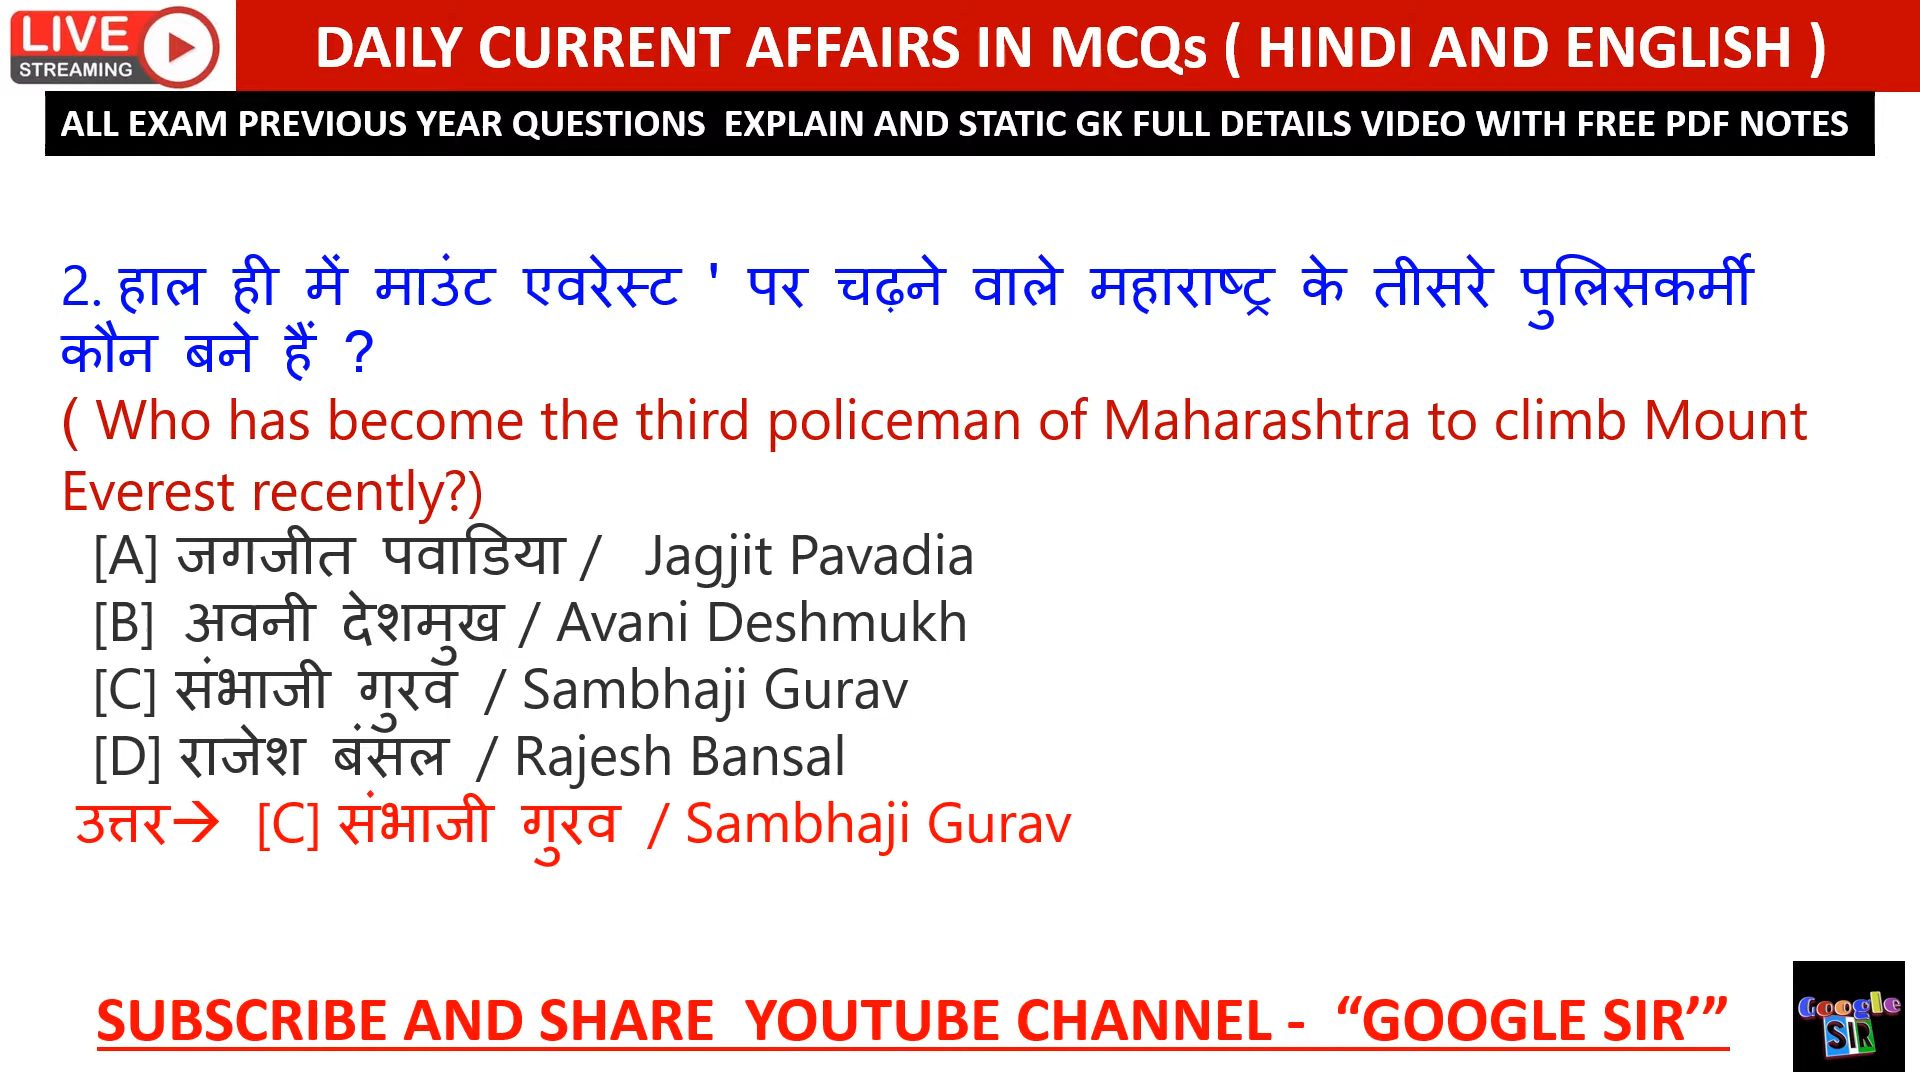 LIVE
STREAMING
DAILY CURRENT AFFAIRS IN MCQs ( HINDI AND ENGLISH )
ALL EXAM PREVIOUS YEAR QUESTIONS EXPLAIN AND STATIC GK FULL DETAILS VIDEO WITH FREE PDF NOTES
2. हाल ही में माउंट एवरेस्ट ' पर चढ़ने वाले महाराष्ट्र के तीसरे पुलिसकर्मी
कौन बने हैं ?
( Who has become the third policeman of Maharashtra to climb Mount
Everest recently?)
[A] जगजीत पवाडिया / Jagjit Pavadia
[B] अवनी देशमुख / Avani Deshmukh
[C] संभाजी गुरव / Sambhaji Gurav
[D] राजेश बंसल / Rajesh Bansal
उत्तर→ [C] संभाजी गुरव / Sambhaji Gurav
SUBSCRIBE AND SHARE YOUTUBE CHANNEL - “GOOGLE SIR’”
Google
SIR